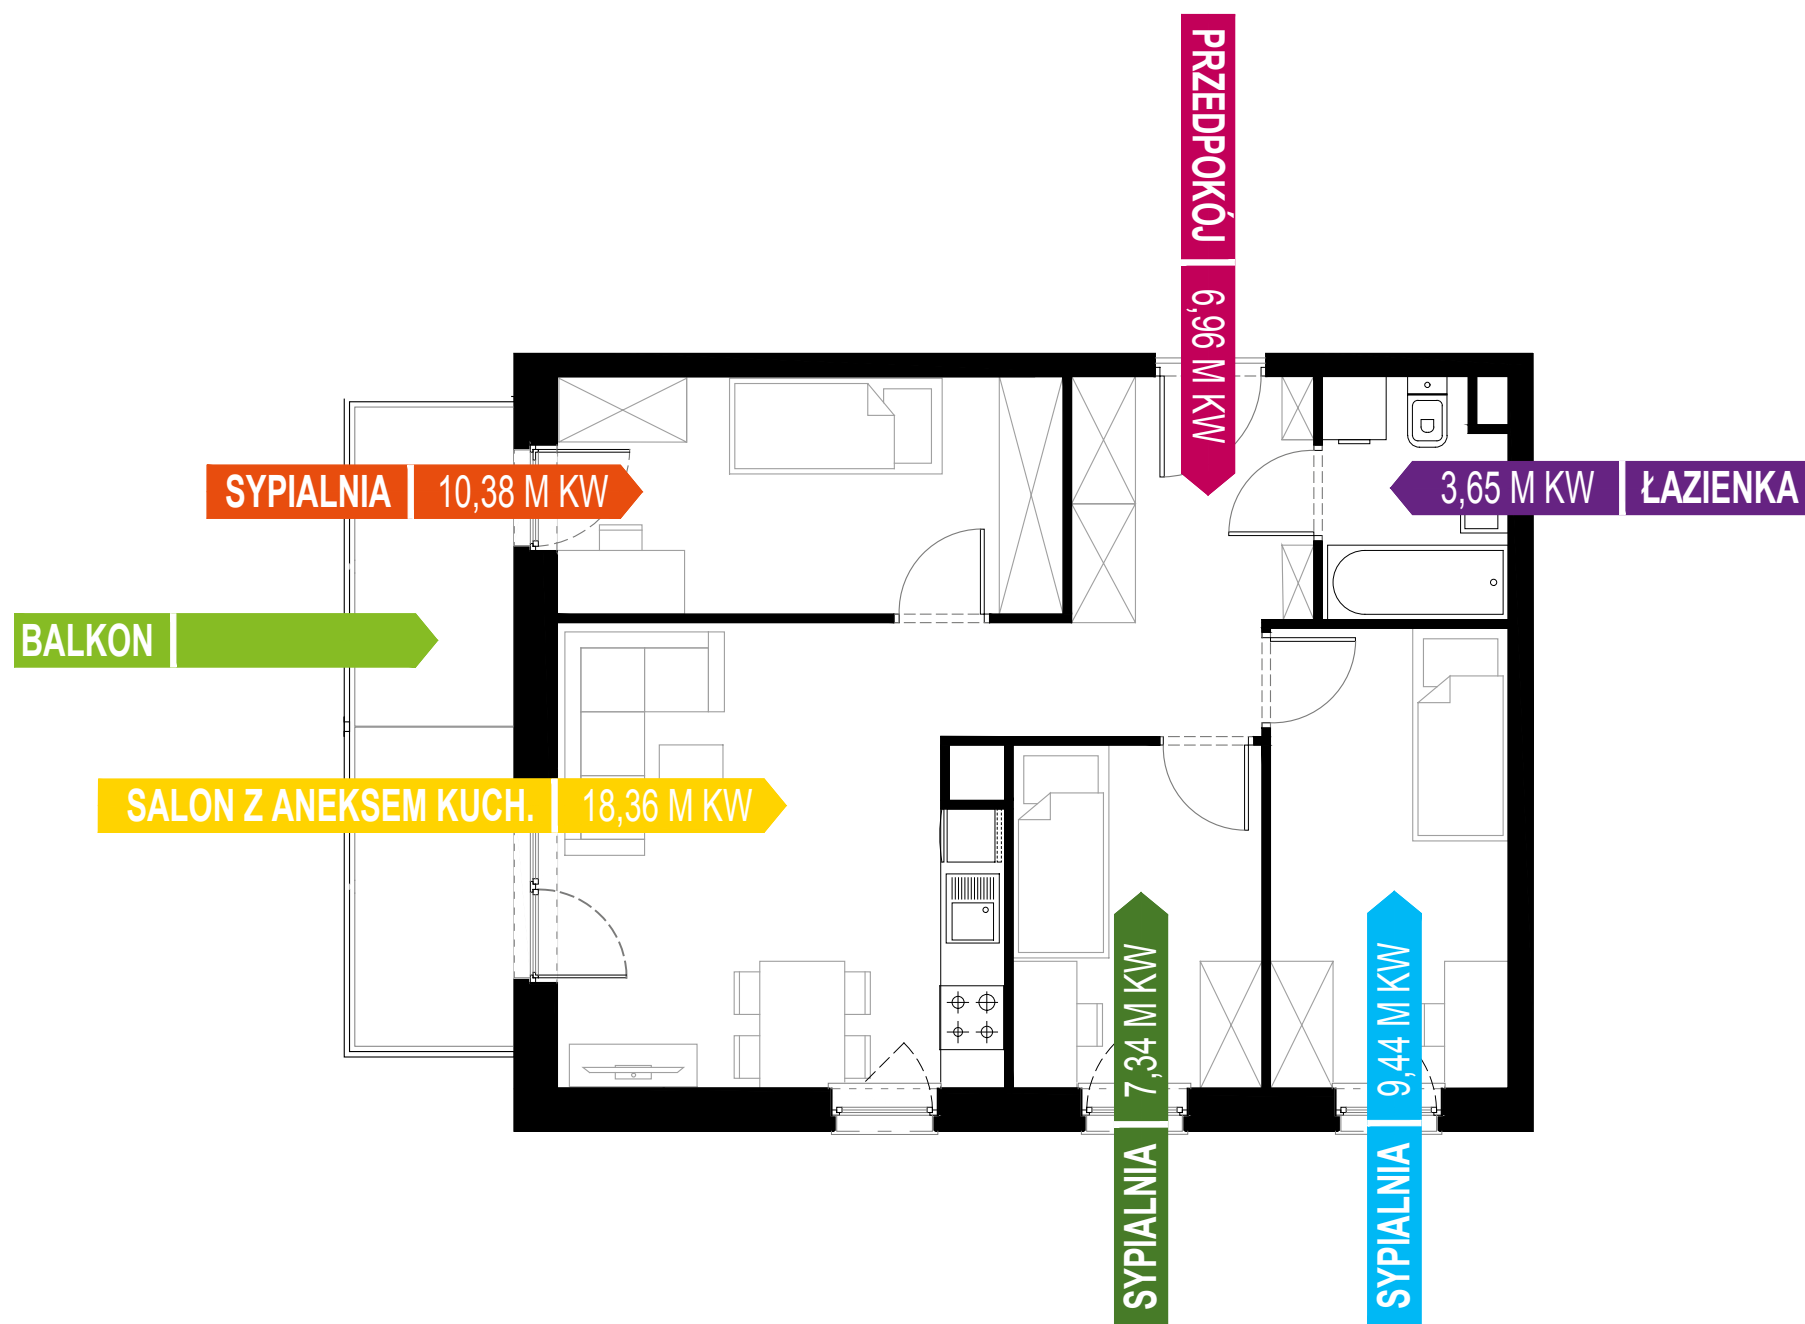 PRZEDPOKÓJ 6,96 M KW
SYPIALNIA 10,38 M KW
3,65 M KW ŁAZIENKA
BALKON
SALON Z ANEKSEM KUCH. 18,36 M KW
SYPIALNIA 7,34 M KW
SYPIALNIA 9,44 M KW